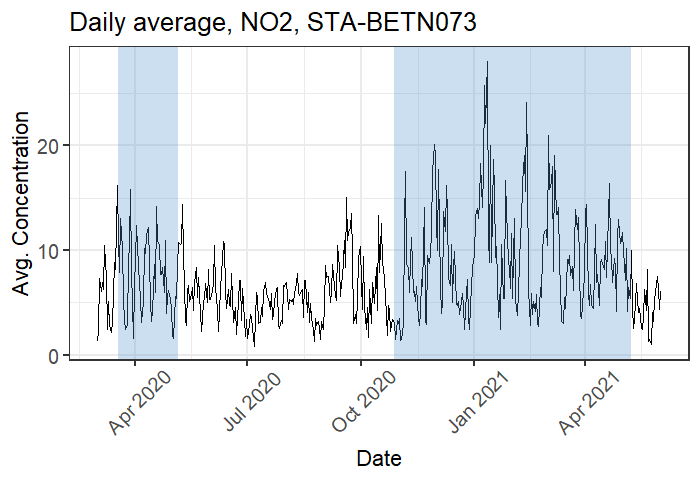 Daily average, NO2, STA-BETN073
Avg. Concentration
20
10
0
Apr 2020
Jul 2020
Oct 2020
Jan 2021
Apr 2021
Date